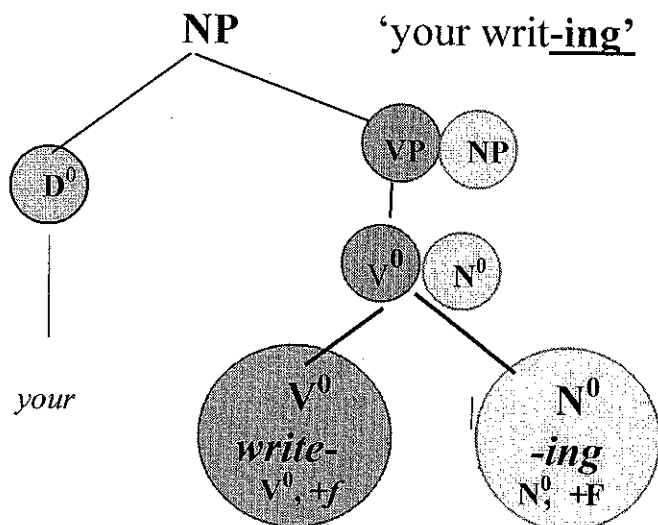 NP 'your writ-ing'
VP NP
D⁰
V⁰ N⁰
your
V⁰ N⁰
write- -ing
V⁰, +f N⁰, +F